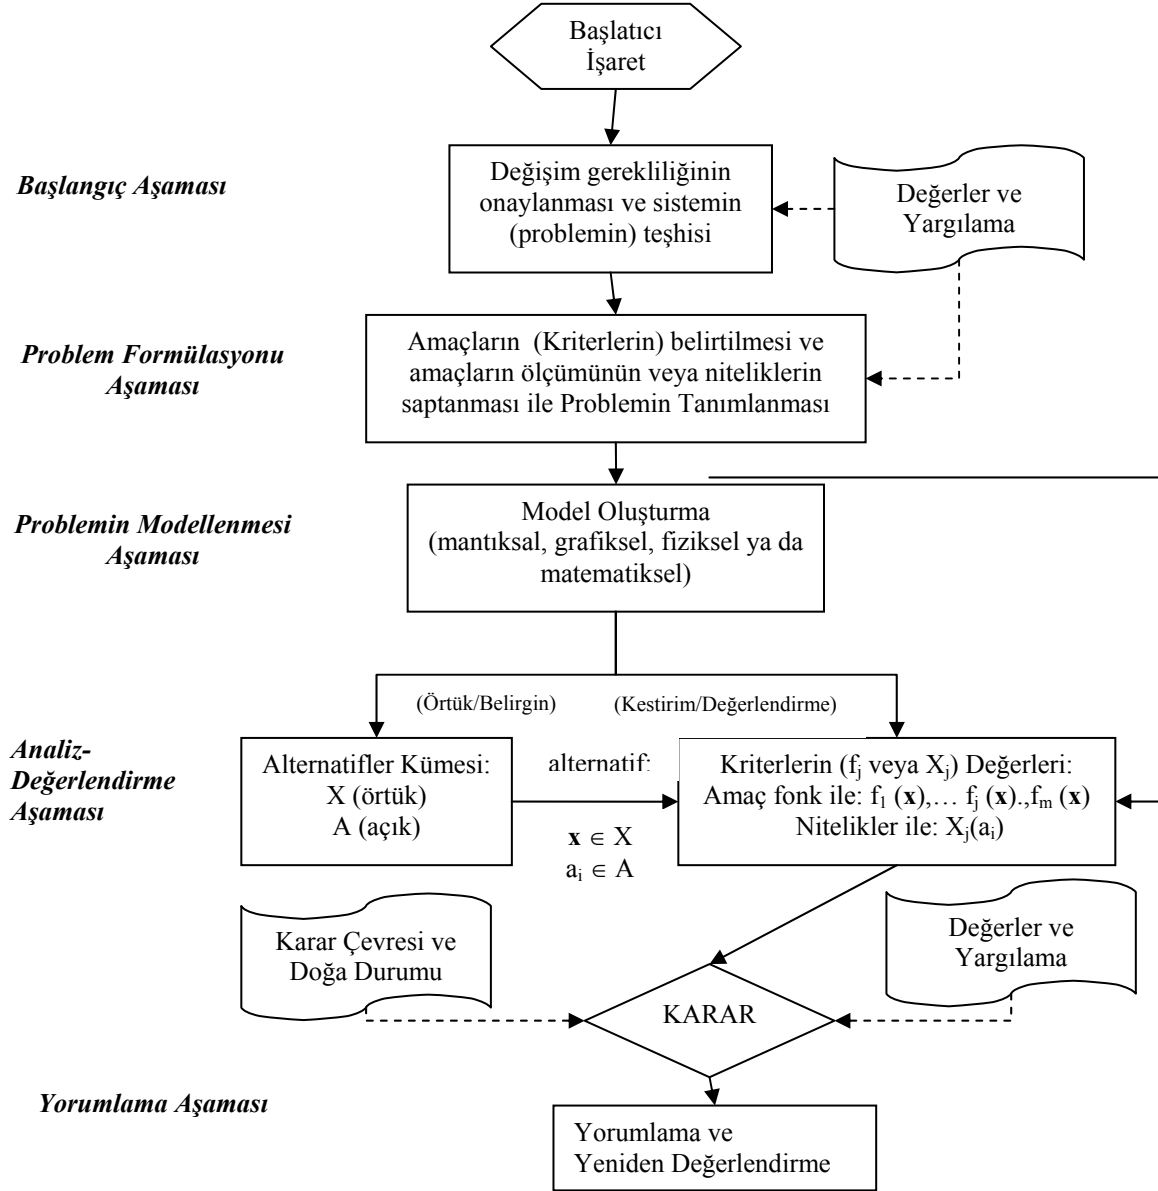 Başlatıcı
İşaret
Başlangıç Aşaması
Değişim gerekliliğinin
onaylanması ve sistemin
(problemin) teşhisi
Değerler ve
Yargılama
Problem Formülasyonu
Aşaması
Amaçların (Kriterlerin) belirtilmesi ve
amaçların ölçümünün veya niteliklerin
saptanması ile Problemin Tanımlanması
Problemin Modellenmesi
Aşaması
Model Oluşturma
(mantıksal, grafiksel, fiziksel ya da
matematiksel)
(Örtük/Belirgin)
(Kestirim/Değerlendirme)
Analiz-
Değerlendirme
Aşaması
Alternatifler Kümesi:
X (örtük)
A (açık)
alternatif:
x ∈ X
aᵢ ∈ A
Kriterlerin (fⱼ veya Xⱼ) Değerleri:
Amaç fonk ile: f₁ (x),… fⱼ (x).,fₘ (x)
Nitelikler ile: Xⱼ(aᵢ)
Karar Çevresi ve
Doğa Durumu
Değerler ve
Yargılama
KARAR
Yorumlama Aşaması
Yorumlama ve
Yeniden Değerlendirme